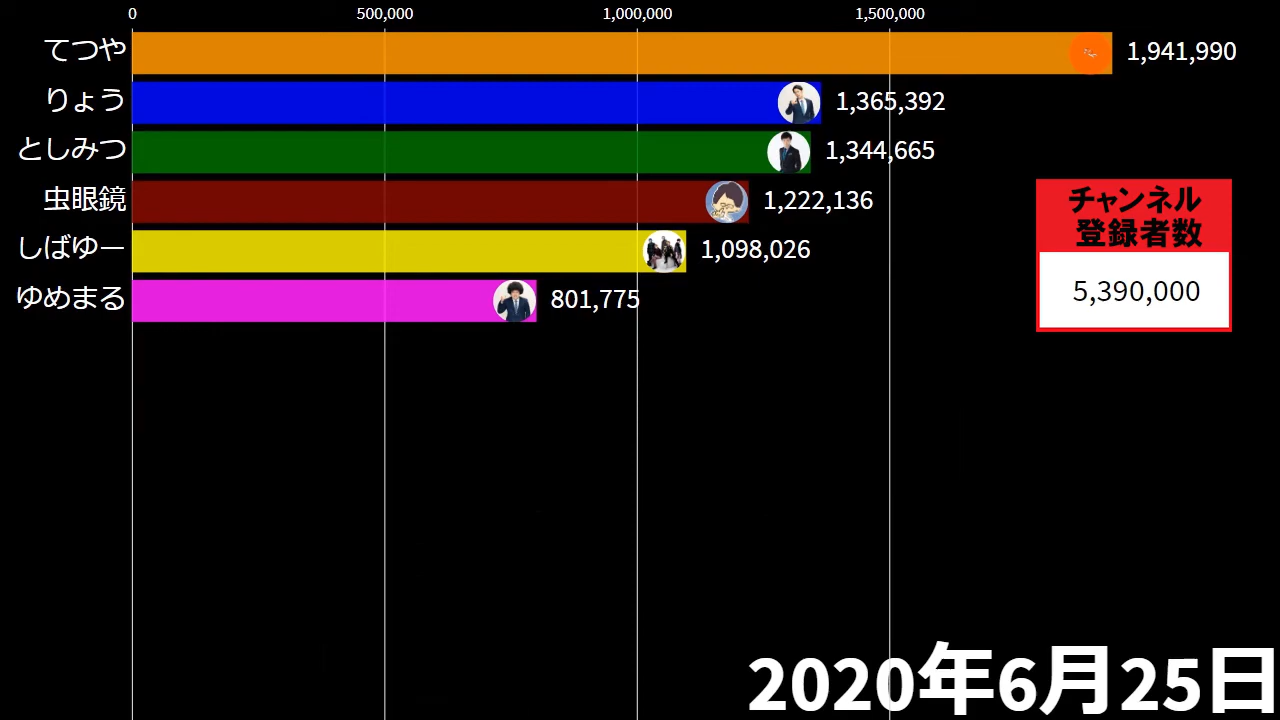 0 500,000 1,000,000 1,500,000
てつや 1,941,990
りょう 1,365,392
としみつ 1,344,665
虫眼鏡 1,222,136
しばゆー 1,098,026
ゆめまる 801,775
チャンネル
登録者数
5,390,000
2020年6月25日